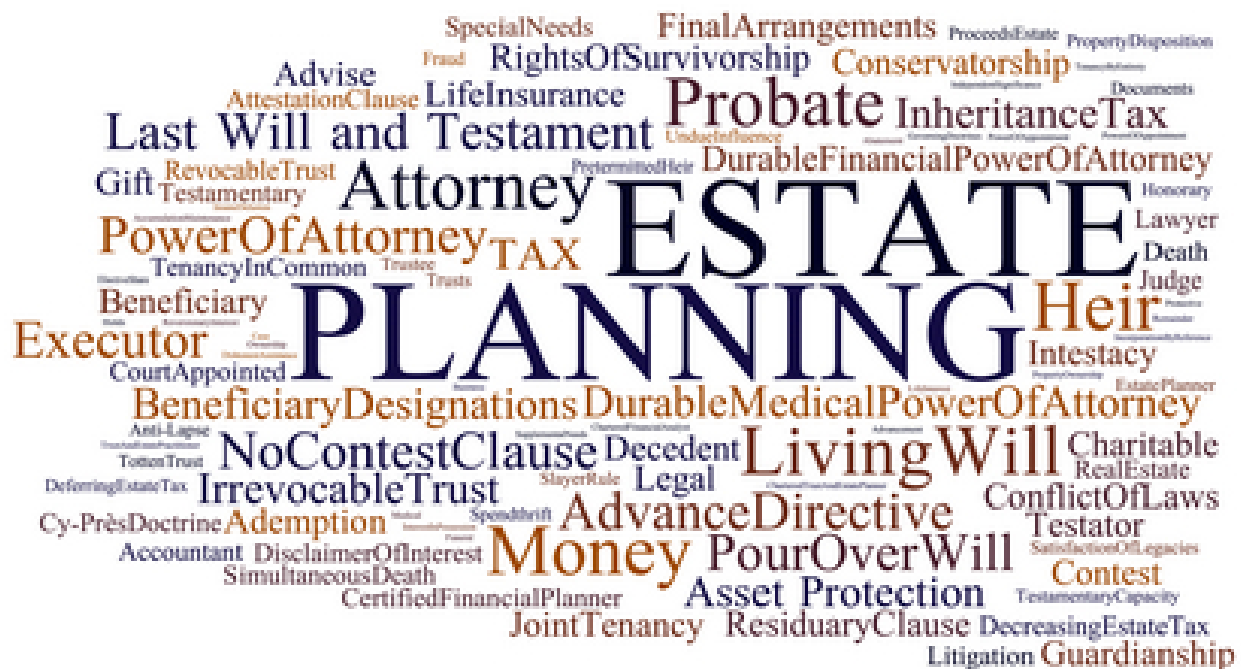 SpecialNeeds
FinalArrangements
ProceedsEstate
PropertyDisposition
Fraud
RightsOfSurvivorship
Conservatorship
TenancyByEntirety
Advise
AttestationClause
LifeInsurance
Probate
InheritanceTax
Documents
Last Will and Testament
UndueInfluence
PretermittedHeir
DurableFinancialPowerOfAttorney
Gift
RevoceableTrust
Testamentary
Attorney
ESTATE
Honorary
Lawyer
PowerOfAttorney
TAX
Death
TenancyInCommon
Trustee
Trusts
Judge
Beneficiary
PLANNING
Heir
Executor
Intestacy
CourtAppointed
EstatePlanner
BeneficiaryDesignations
DurableMedicalPowerOfAttorney
Anti-Lapse
NoContestClause
Decedent
LivingWill
Charitable
TottenTrust
RealEstate
DeferringEstateTax
IrrevocableTrust
SlayerRule
Legal
ConflictOfLaws
Cy-PrèsDoctrine
Ademption
Spendthrift
AdvanceDirective
Testator
Accountant
DisclaimerOfInterest
Money
PourOverWill
SatisfactionOfLegacies
SimultaneousDeath
Contest
CertifiedFinancialPlanner
Asset Protection
TestamentaryCapacity
JointTenancy
ResiduaryClause
DecreasingEstateTax
Litigation
Guardianship